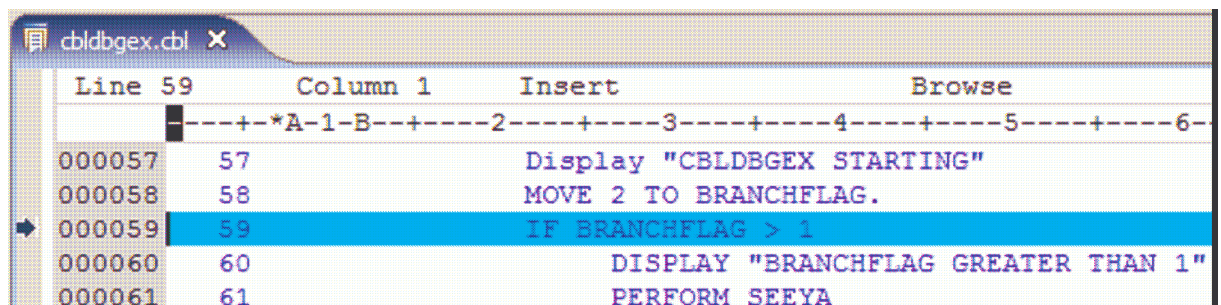 cbldbgex.cbl
Line 59 Column 1 Insert Browse
----+-*A-1-B--+----2----+----3----+----4----+----5----+----6-
000057 57 Display "CBLDBGEX STARTING"
000058 58 MOVE 2 TO BRANCHFLAG.
000059 59 IF BRANCHFLAG > 1
000060 60 DISPLAY "BRANCHFLAG GREATER THAN 1"
000061 61 PERFORM SEEYA